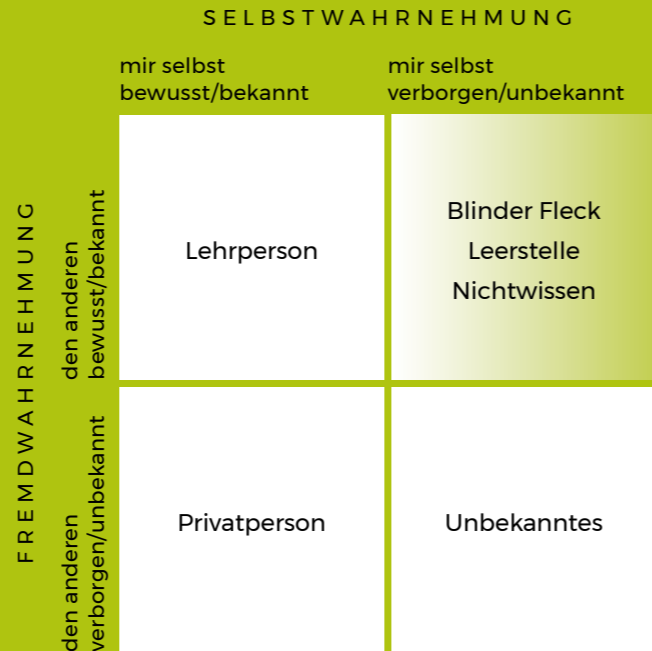 SELBSTWAHRNEHMUNG
mir selbst
bewusst/bekannt
mir selbst
verborgen/unbekannt
FREMDWAHRNEHMUNG
den anderen
bewusst/bekannt
Lehrperson
Blinder Fleck
Leerstelle
Nichtwissen
den anderen
verborgen/unbekannt
Privatperson
Unbekanntes